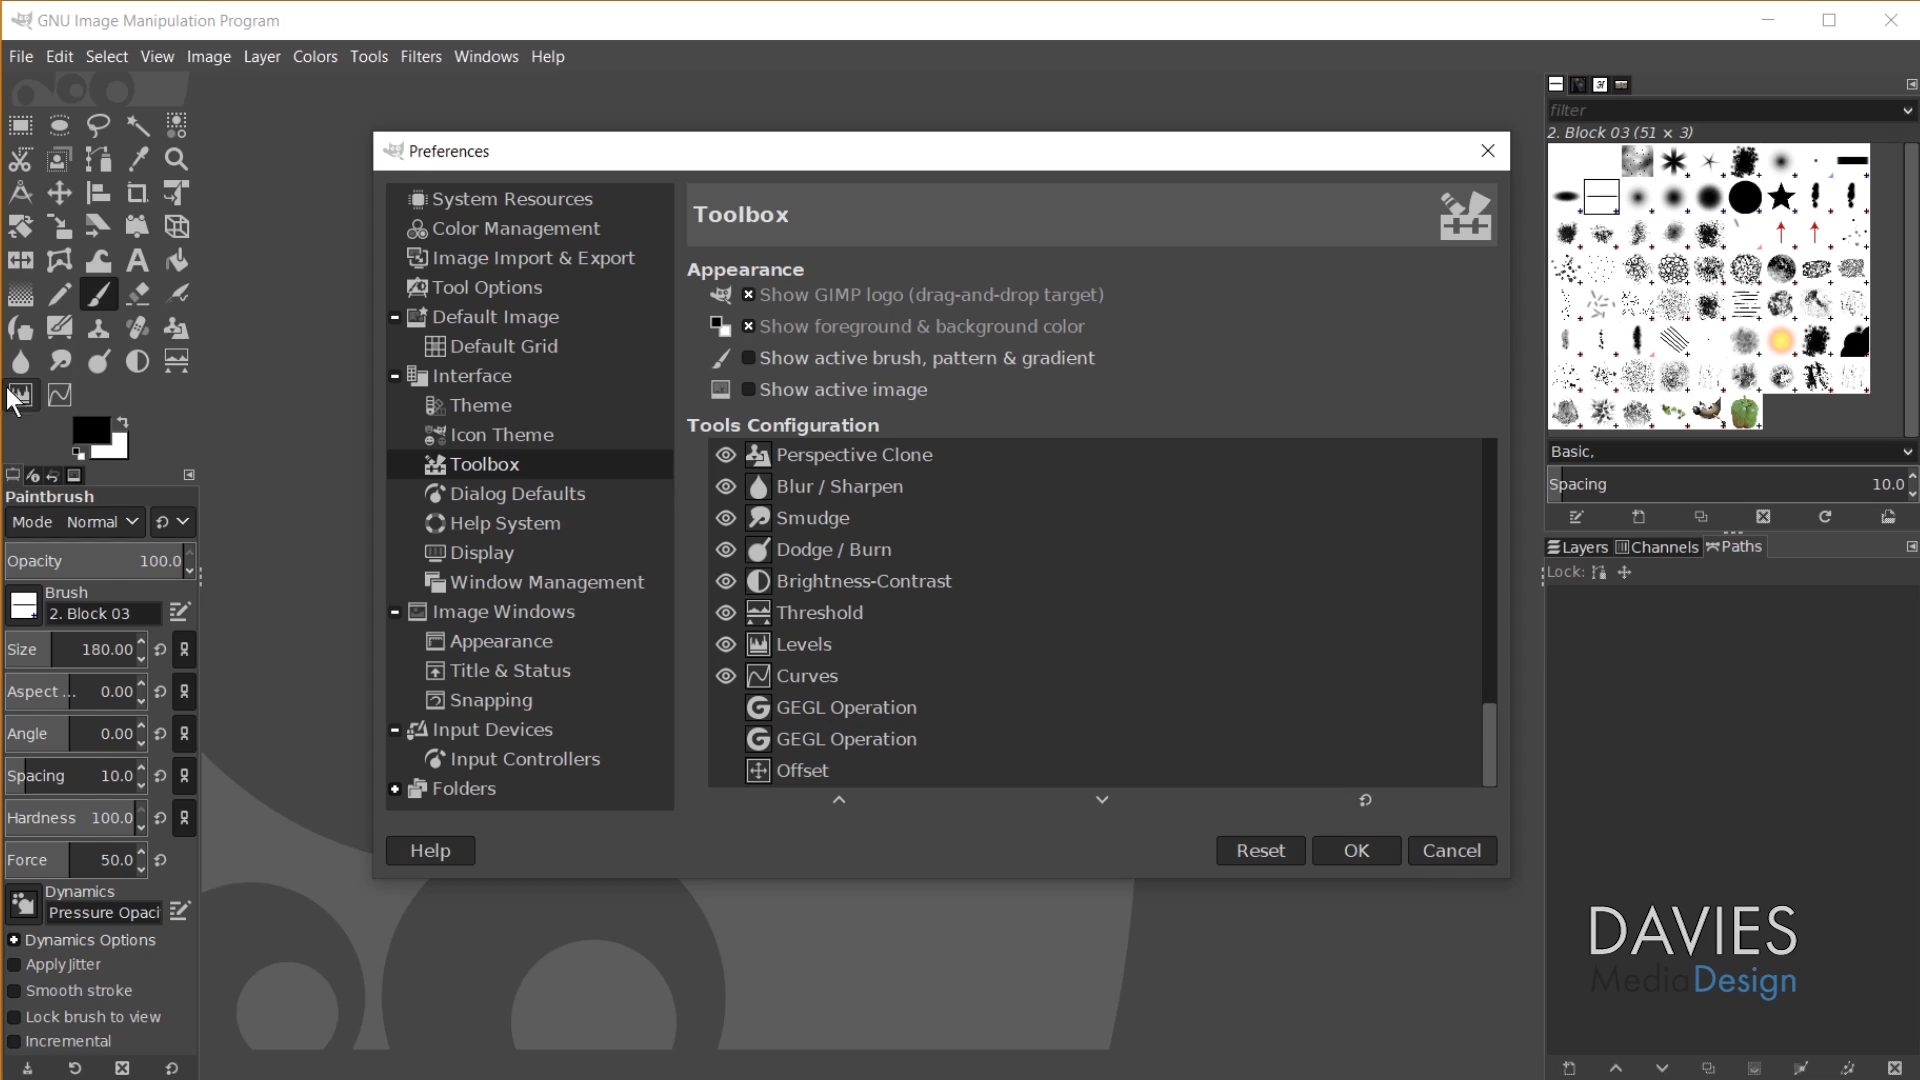 GNU Image Manipulation Program
File Edit Select View Image Layer Colors Tools Filters Windows Help
filter
2. Block 03 (51 × 3)
Basic,
Spacing 10.0
Layers Channels Paths
Lock:
Paintbrush
Mode Normal
Opacity 100.0
Brush
2. Block 03
Size 180.00
Aspect ... 0.00
Angle 0.00
Spacing 10.0
Hardness 100.0
Force 50.0
Dynamics
Pressure Opaci
Dynamics Options
Apply Jitter
Smooth stroke
Lock brush to view
Incremental
Preferences
System Resources
Color Management
Image Import & Export
Tool Options
Default Image
Default Grid
Interface
Theme
Icon Theme
Toolbox
Dialog Defaults
Help System
Display
Window Management
Image Windows
Appearance
Title & Status
Snapping
Input Devices
Input Controllers
Folders
Toolbox
Appearance
Show GIMP logo (drag-and-drop target)
Show foreground & background color
Show active brush, pattern & gradient
Show active image
Tools Configuration
Perspective Clone
Blur / Sharpen
Smudge
Dodge / Burn
Brightness-Contrast
Threshold
Levels
Curves
GEGL Operation
GEGL Operation
Offset
Help Reset OK Cancel
DAVIES
MediaDesign